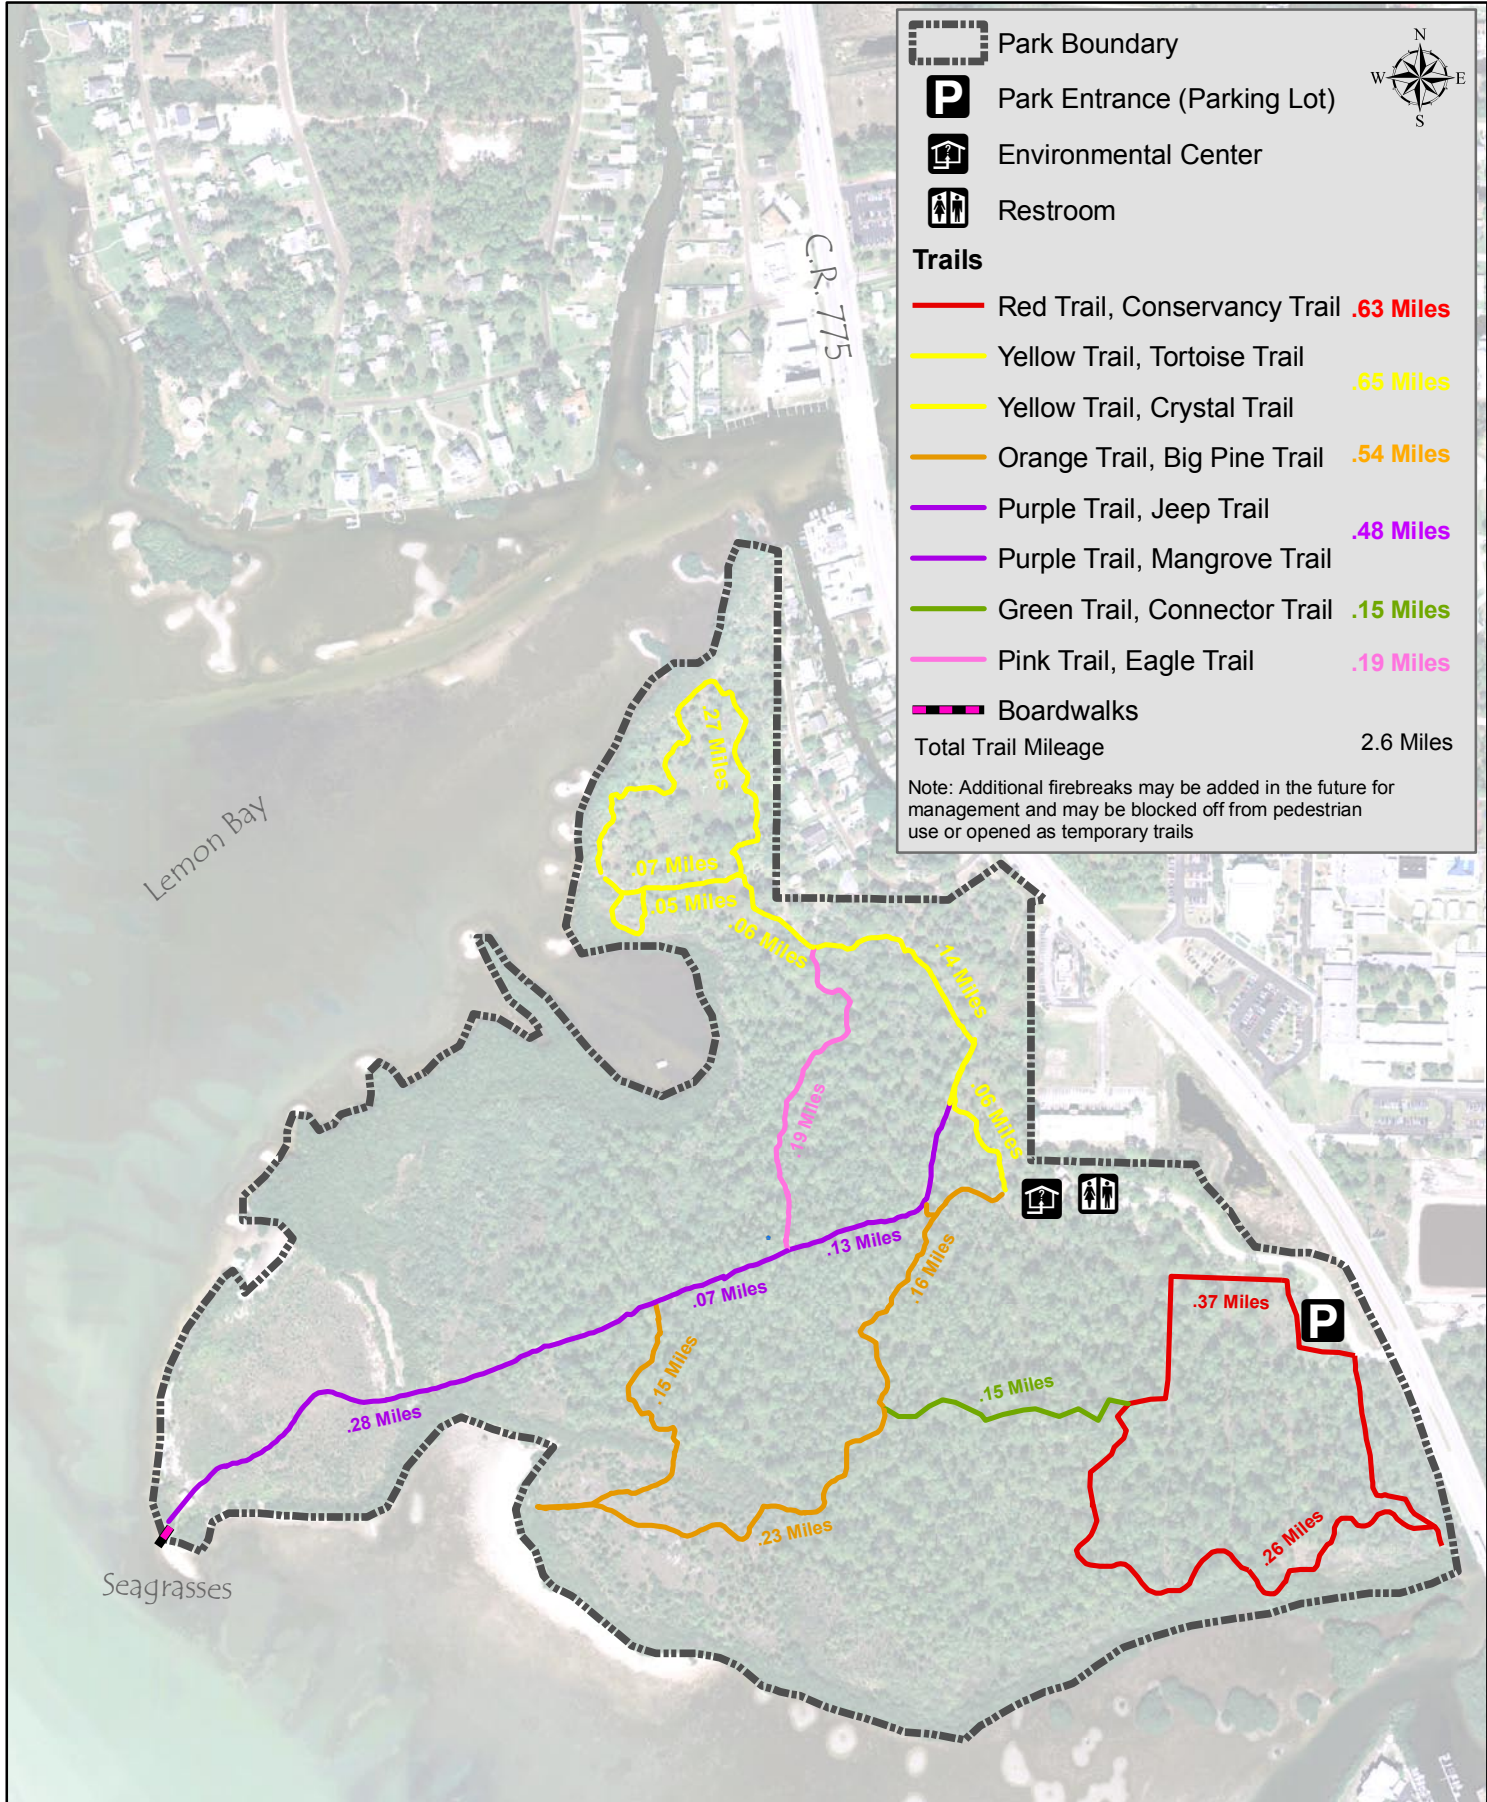 Park Boundary
N
W E
S
P Park Entrance (Parking Lot)
? Environmental Center
Restroom
Trails
Red Trail, Conservancy Trail .63 Miles
Yellow Trail, Tortoise Trail
.65 Miles
Yellow Trail, Crystal Trail
Orange Trail, Big Pine Trail .54 Miles
Purple Trail, Jeep Trail
.48 Miles
Purple Trail, Mangrove Trail
Green Trail, Connector Trail .15 Miles
Pink Trail, Eagle Trail .19 Miles
Boardwalks
Total Trail Mileage 2.6 Miles
Note: Additional firebreaks may be added in the future for
management and may be blocked off from pedestrian
use or opened as temporary trails
C.R. 775
Lemon Bay
.27 Miles
.07 Miles
.05 Miles
.06 Miles
.14 Miles
.06 Miles
.19 Miles
?
.13 Miles
.16 Miles
.07 Miles
.37 Miles
P
.15 Miles
.15 Miles
.28 Miles
.23 Miles
.26 Miles
Seagrasses